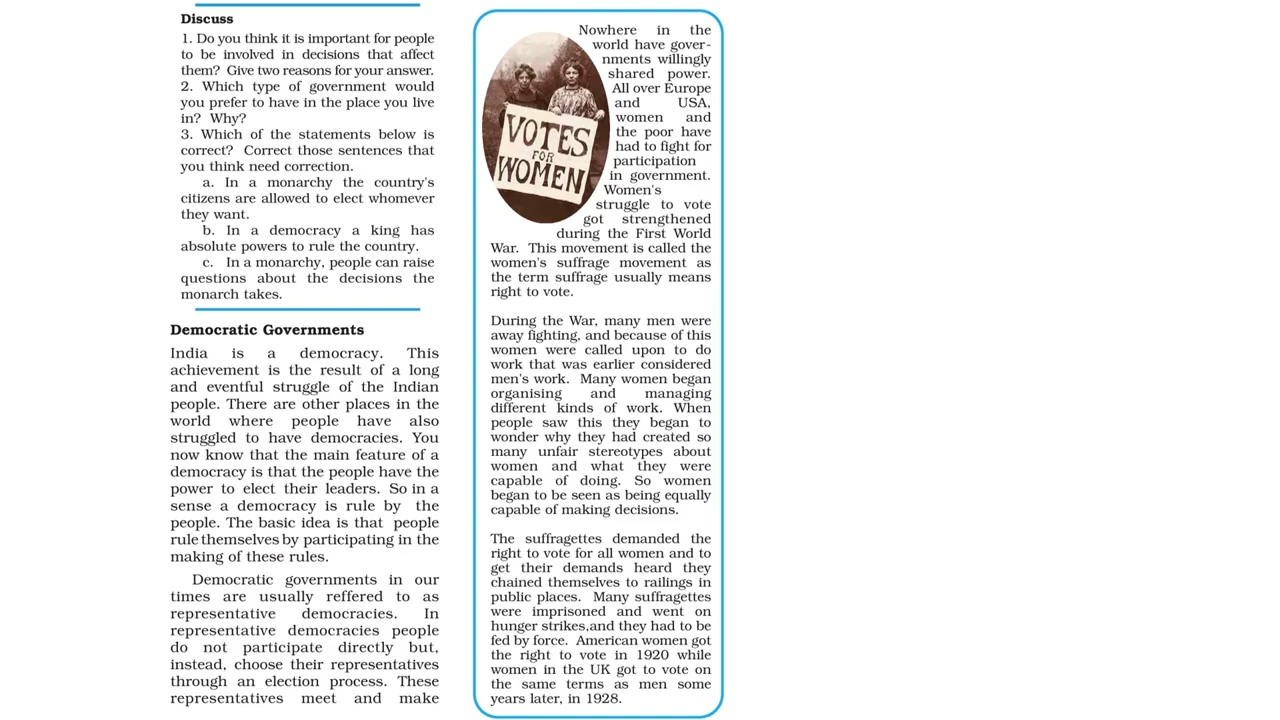 Discuss
1. Do you think it is important for people
to be involved in decisions that affect
them? Give two reasons for your answer.
2. Which type of government would
you prefer to have in the place you live
in? Why?
3. Which of the statements below is
correct? Correct those sentences that
you think need correction.
a. In a monarchy the country's
citizens are allowed to elect whomever
they want.
b. In a democracy a king has
absolute powers to rule the country.
c. In a monarchy, people can raise
questions about the decisions the
monarch takes.
Democratic Governments
India is a democracy. This
achievement is the result of a long
and eventful struggle of the Indian
people. There are other places in the
world where people have also
struggled to have democracies. You
now know that the main feature of a
democracy is that the people have the
power to elect their leaders. So in a
sense a democracy is rule by the
people. The basic idea is that people
rule themselves by participating in the
making of these rules.
Democratic governments in our
times are usually reffered to as
representative democracies. In
representative democracies people
do not participate directly but,
instead, choose their representatives
through an election process. These
representatives meet and make
VOTES
FOR
WOMEN
Nowhere in the
world have gover-
nments willingly
shared power.
All over Europe
and USA,
women and
the poor have
had to fight for
participation
in government.
Women's
struggle to vote
got strengthened
during the First World
War. This movement is called the
women's suffrage movement as
the term suffrage usually means
right to vote.
During the War, many men were
away fighting, and because of this
women were called upon to do
work that was earlier considered
men's work. Many women began
organising and managing
different kinds of work. When
people saw this they began to
wonder why they had created so
many unfair stereotypes about
women and what they were
capable of doing. So women
began to be seen as being equally
capable of making decisions.
The suffragettes demanded the
right to vote for all women and to
get their demands heard they
chained themselves to railings in
public places. Many suffragettes
were imprisoned and went on
hunger strikes,and they had to be
fed by force. American women got
the right to vote in 1920 while
women in the UK got to vote on
the same terms as men some
years later, in 1928.